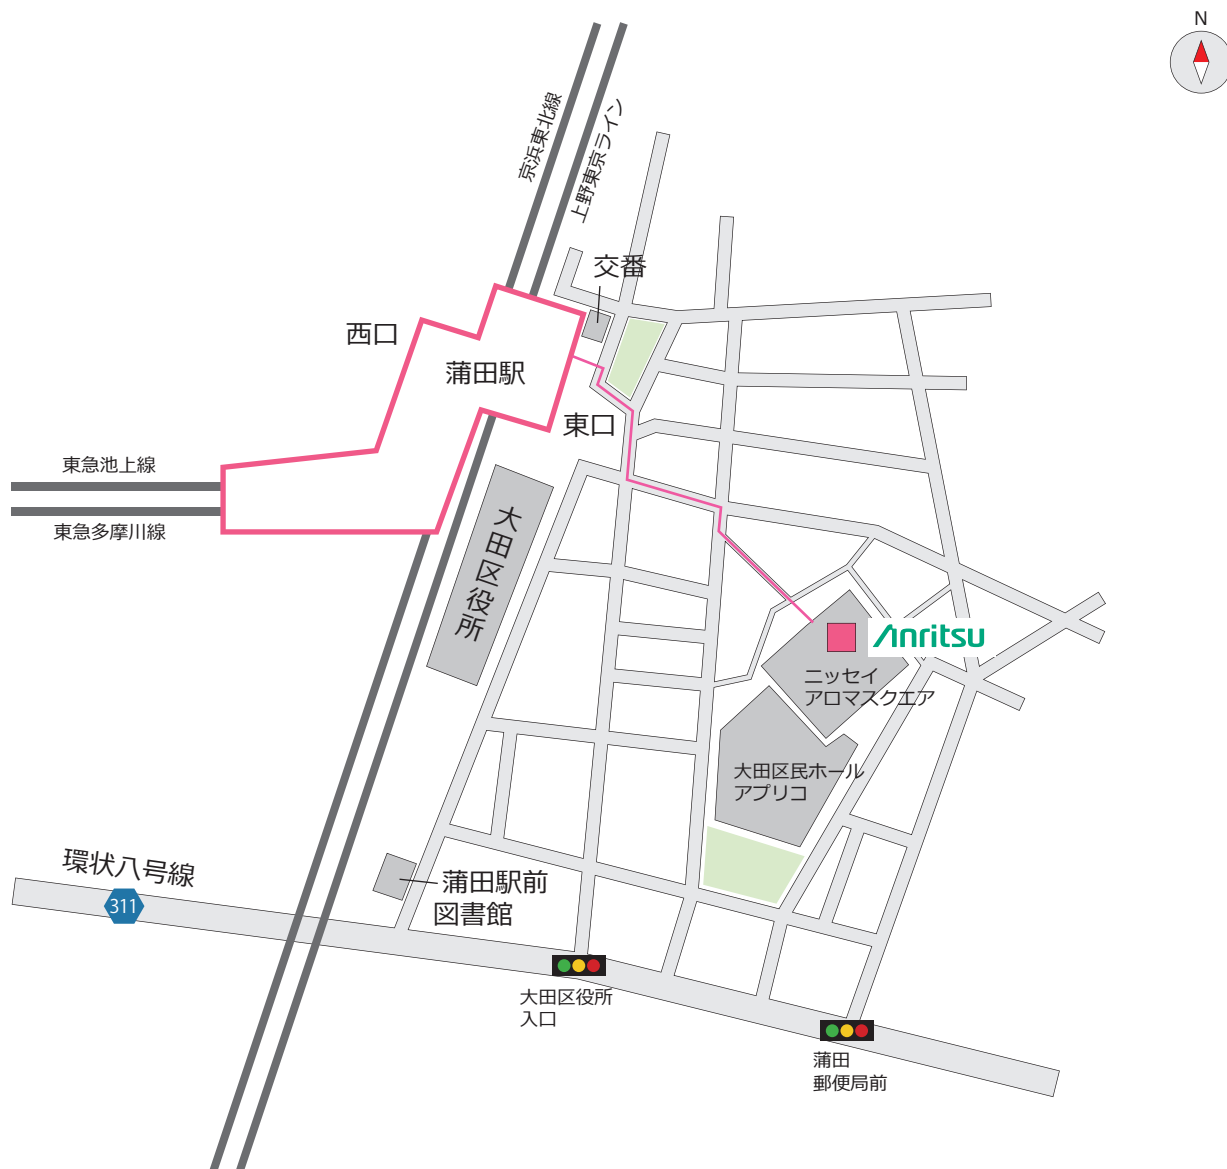 N
京浜東北線
上野東京ライン
交番
西口
蒲田駅
東口
東急池上線
東急多摩川線
大田区役所
Anritsu
ニッセイ
アロマスクエア
大田区民ホール
アプリコ
環状八号線
311
蒲田駅前
図書館
大田区役所
入口
蒲田
郵便局前